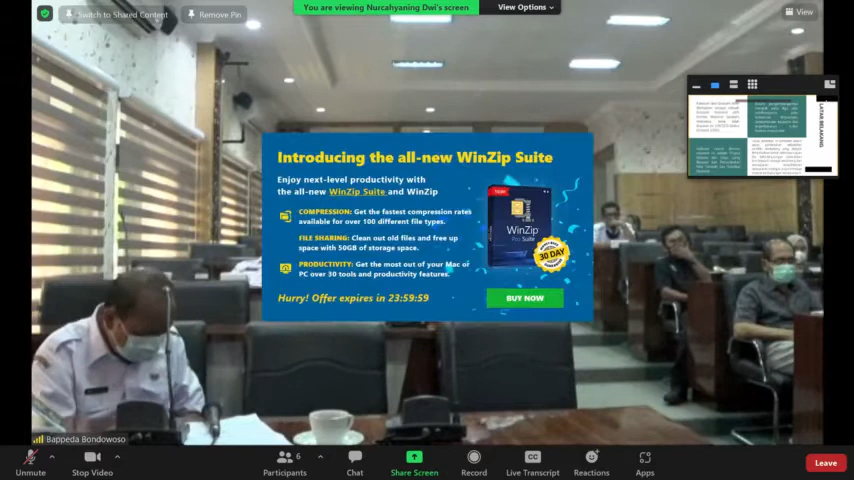 Switch to Shared Content
Remove Pin
You are viewing Nurcahyaning Dwi's screen
View Options
View
LATAR BELAKANG
Introducing the all-new WinZip Suite
Enjoy next-level productivity with
the all-new WinZip Suite and WinZip
COMPRESSION: Get the fastest compression rates
available for over 100 different file types.
FILE SHARING: Clean out old files and free up
space with 50GB of storage space.
PRODUCTIVITY: Get the most out of your Mac or
PC over 30 tools and productivity features.
Hurry! Offer expires in 23:59:59
New
WinZip
Pro Suite
30 DAY
BUY NOW
Bappeda Bondowoso
6
Unmute
Stop Video
Participants
Chat
Share Screen
Record
CC
Live Transcript
Reactions
Apps
Leave